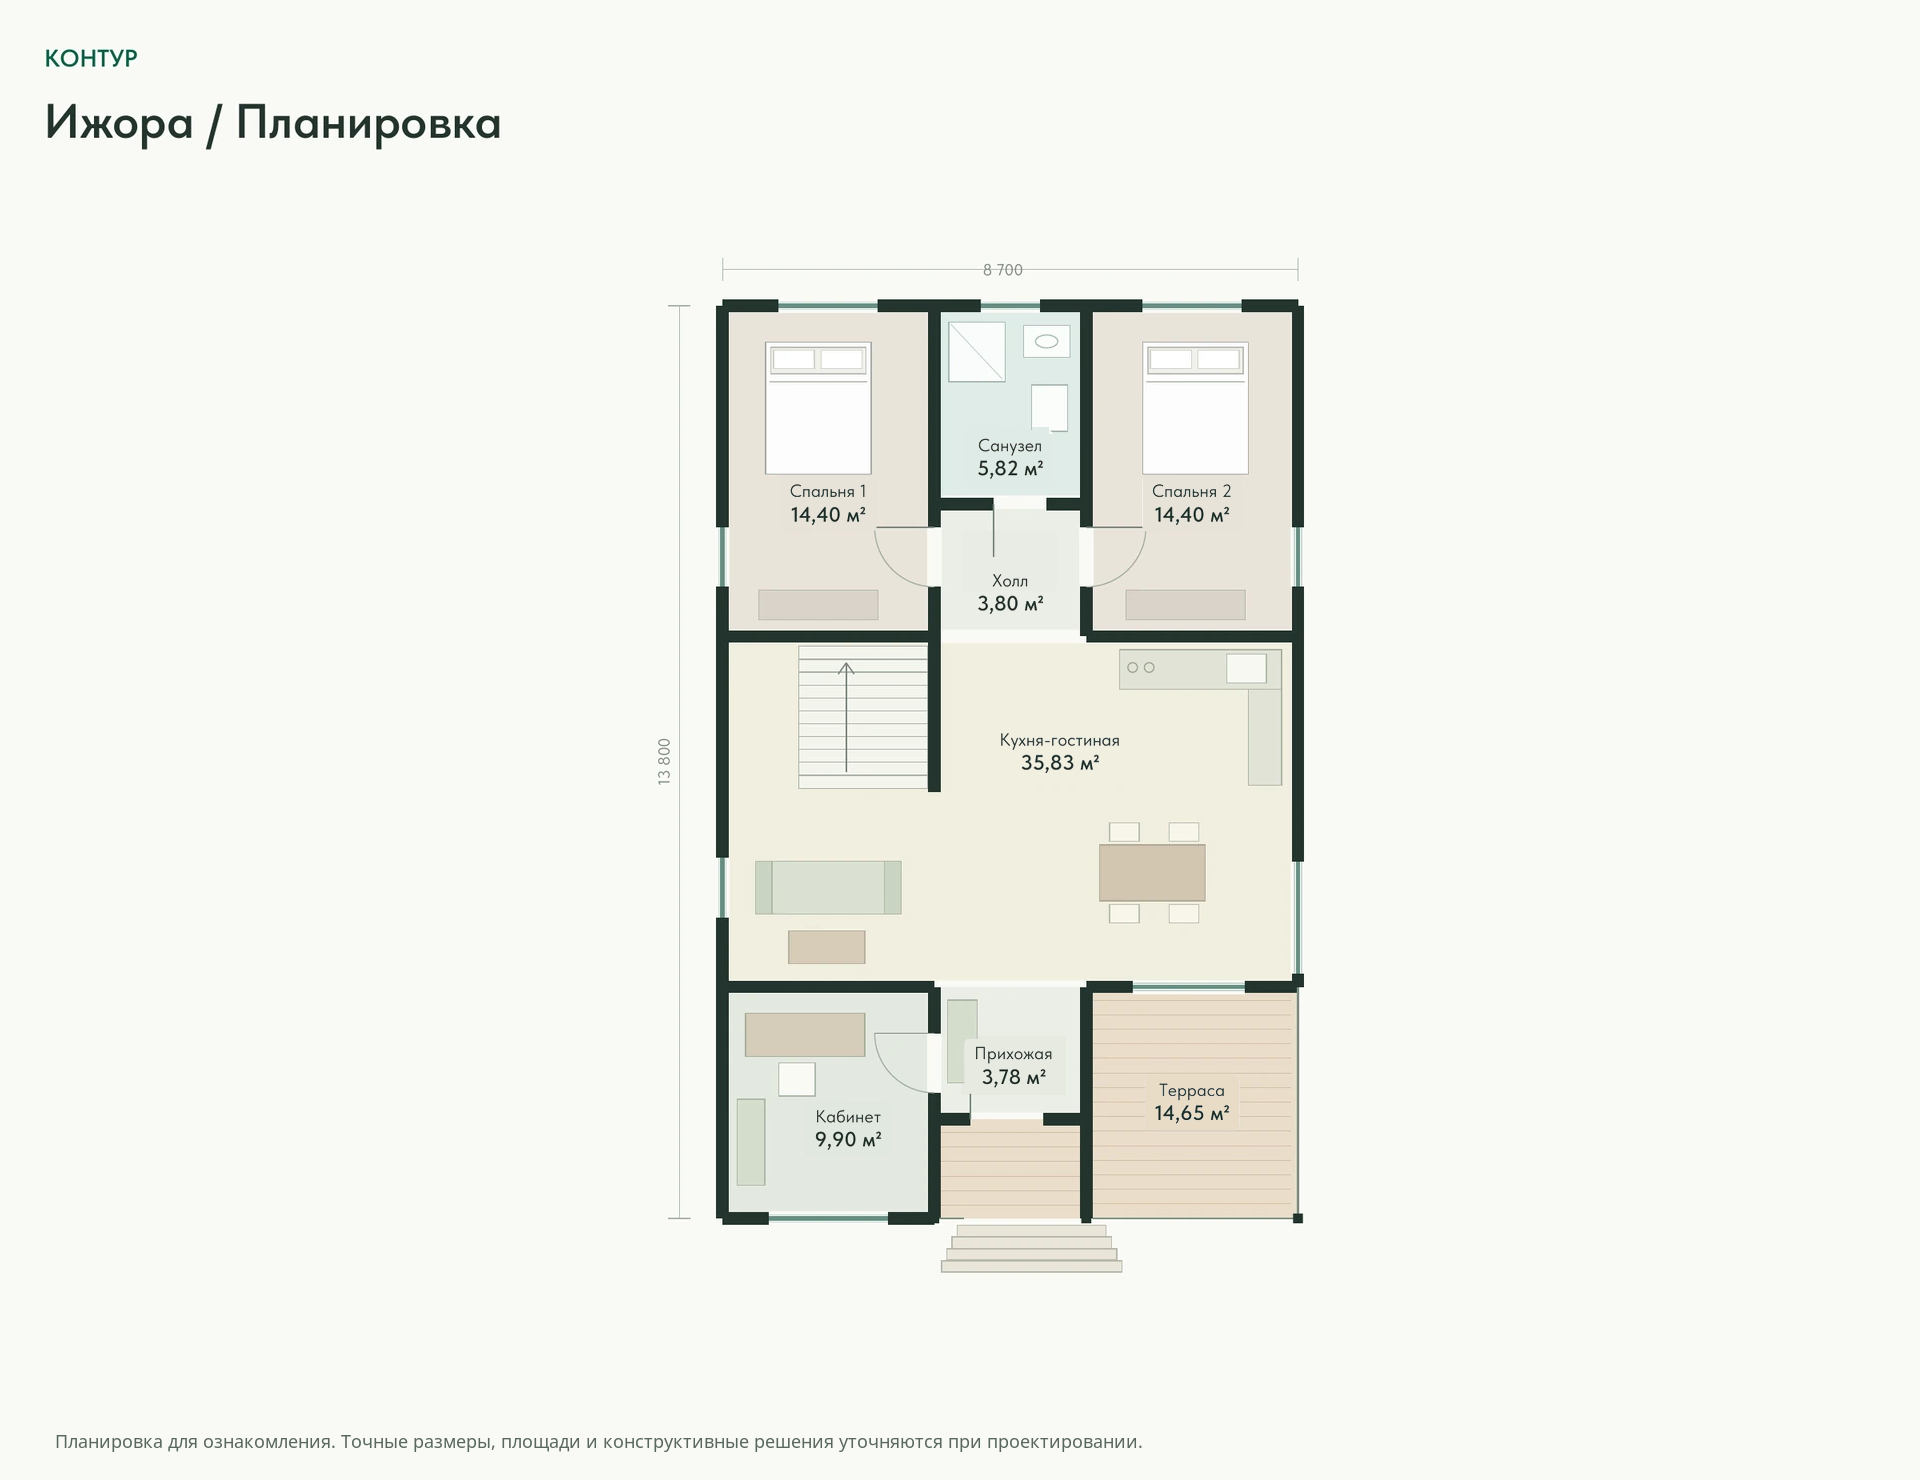 КОНТУР
Ижора / Планировка
8 700
13 800
Санузел
5,82 м²
Спальня 1
14,40 м²
Спальня 2
14,40 м²
Холл
3,80 м²
Кухня-гостиная
35,83 м²
Прихожая
3,78 м²
Терраса
14,65 м²
Кабинет
9,90 м²
Планировка для ознакомления. Точные размеры, площади и конструктивные решения уточняются при проектировании.